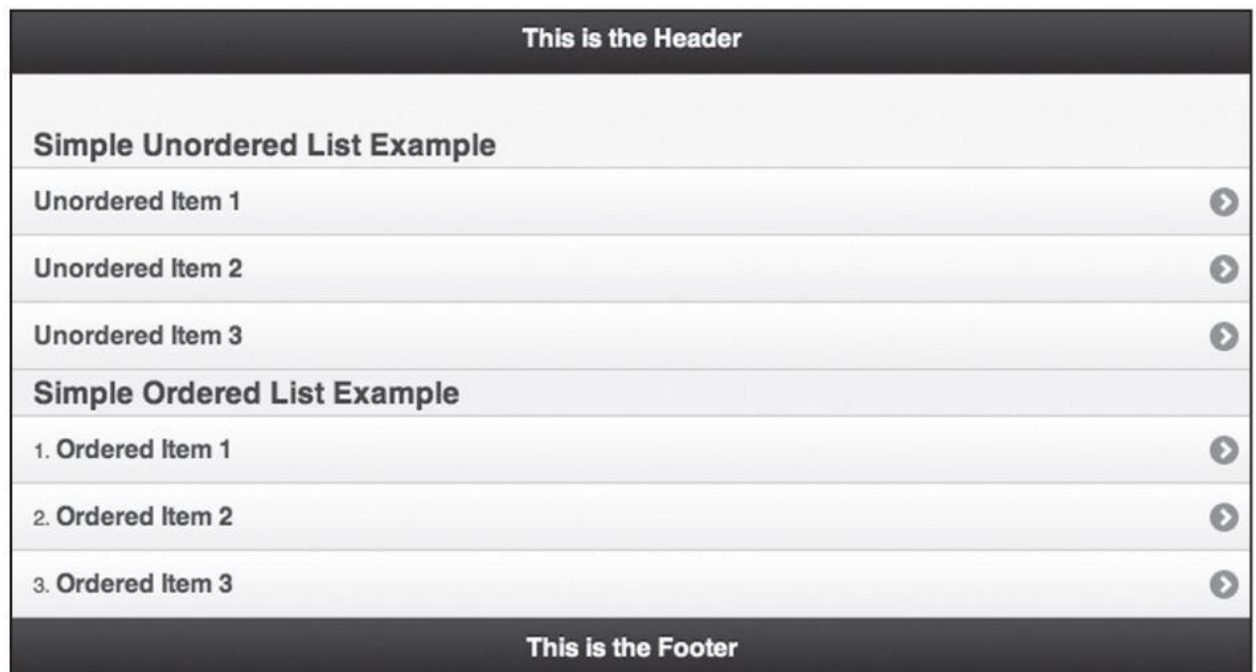 This is the Header
Simple Unordered List Example
Unordered Item 1
Unordered Item 2
Unordered Item 3
Simple Ordered List Example
1. Ordered Item 1
2. Ordered Item 2
3. Ordered Item 3
This is the Footer